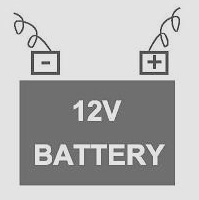 - +
12V
BATTERY